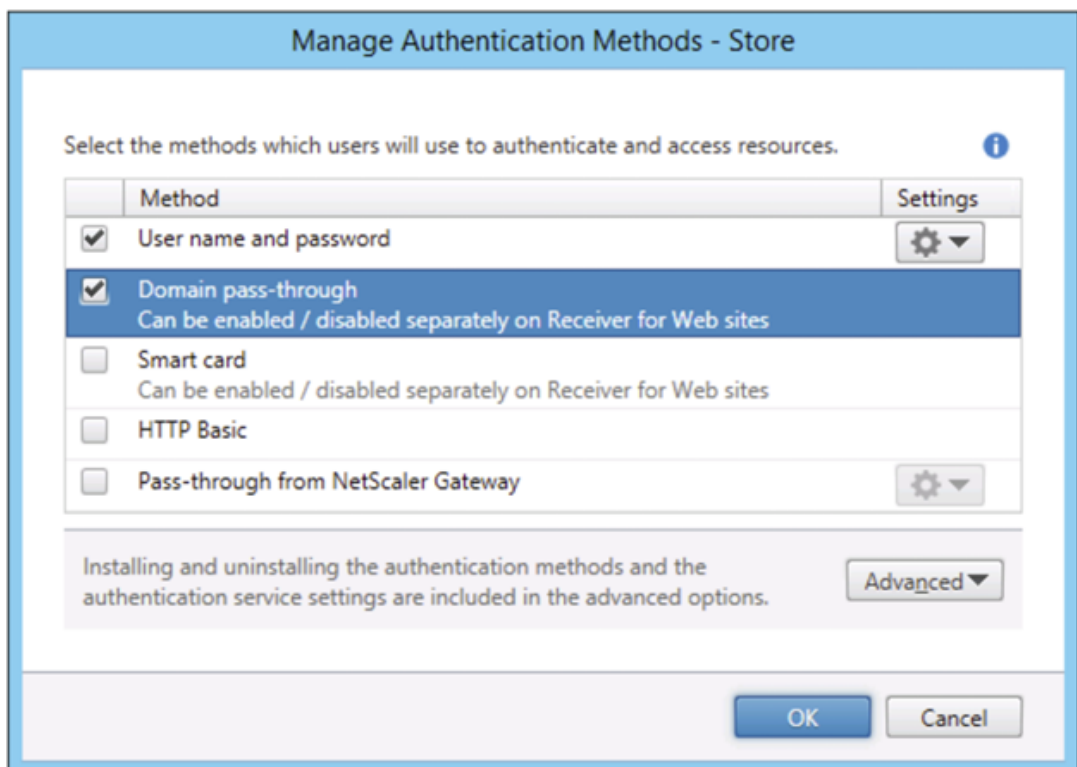 Manage Authentication Methods - Store
Select the methods which users will use to authenticate and access resources.
Method Settings
User name and password
Domain pass-through
Can be enabled / disabled separately on Receiver for Web sites
Smart card
Can be enabled / disabled separately on Receiver for Web sites
HTTP Basic
Pass-through from NetScaler Gateway
Installing and uninstalling the authentication methods and the
authentication service settings are included in the advanced options.
Advanced
OK Cancel